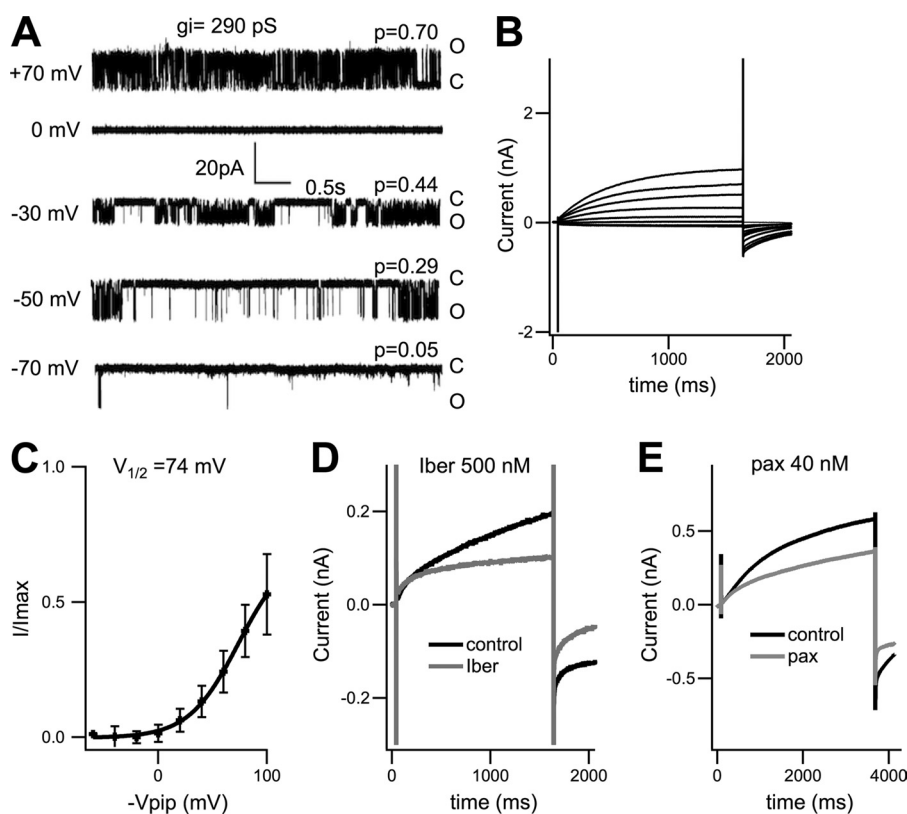 A
gi= 290 pS
p=0.70
O
+70 mV
C
0 mV
20pA
0.5s
p=0.44
C
-30 mV
O
p=0.29
C
-50 mV
O
p=0.05
-70 mV
C
O
B
Current (nA)
2
0
-2
0
1000
2000
time (ms)
C
V1/2 =74 mV
I/Imax
1.0
0.5
0.0
0
100
-Vpip (mV)
D
Iber 500 nM
Current (nA)
0.2
0.0
-0.2
control
Iber
0
1000
2000
time (ms)
E
pax 40 nM
Current (nA)
0.5
0.0
-0.5
control
pax
0
2000
4000
time (ms)